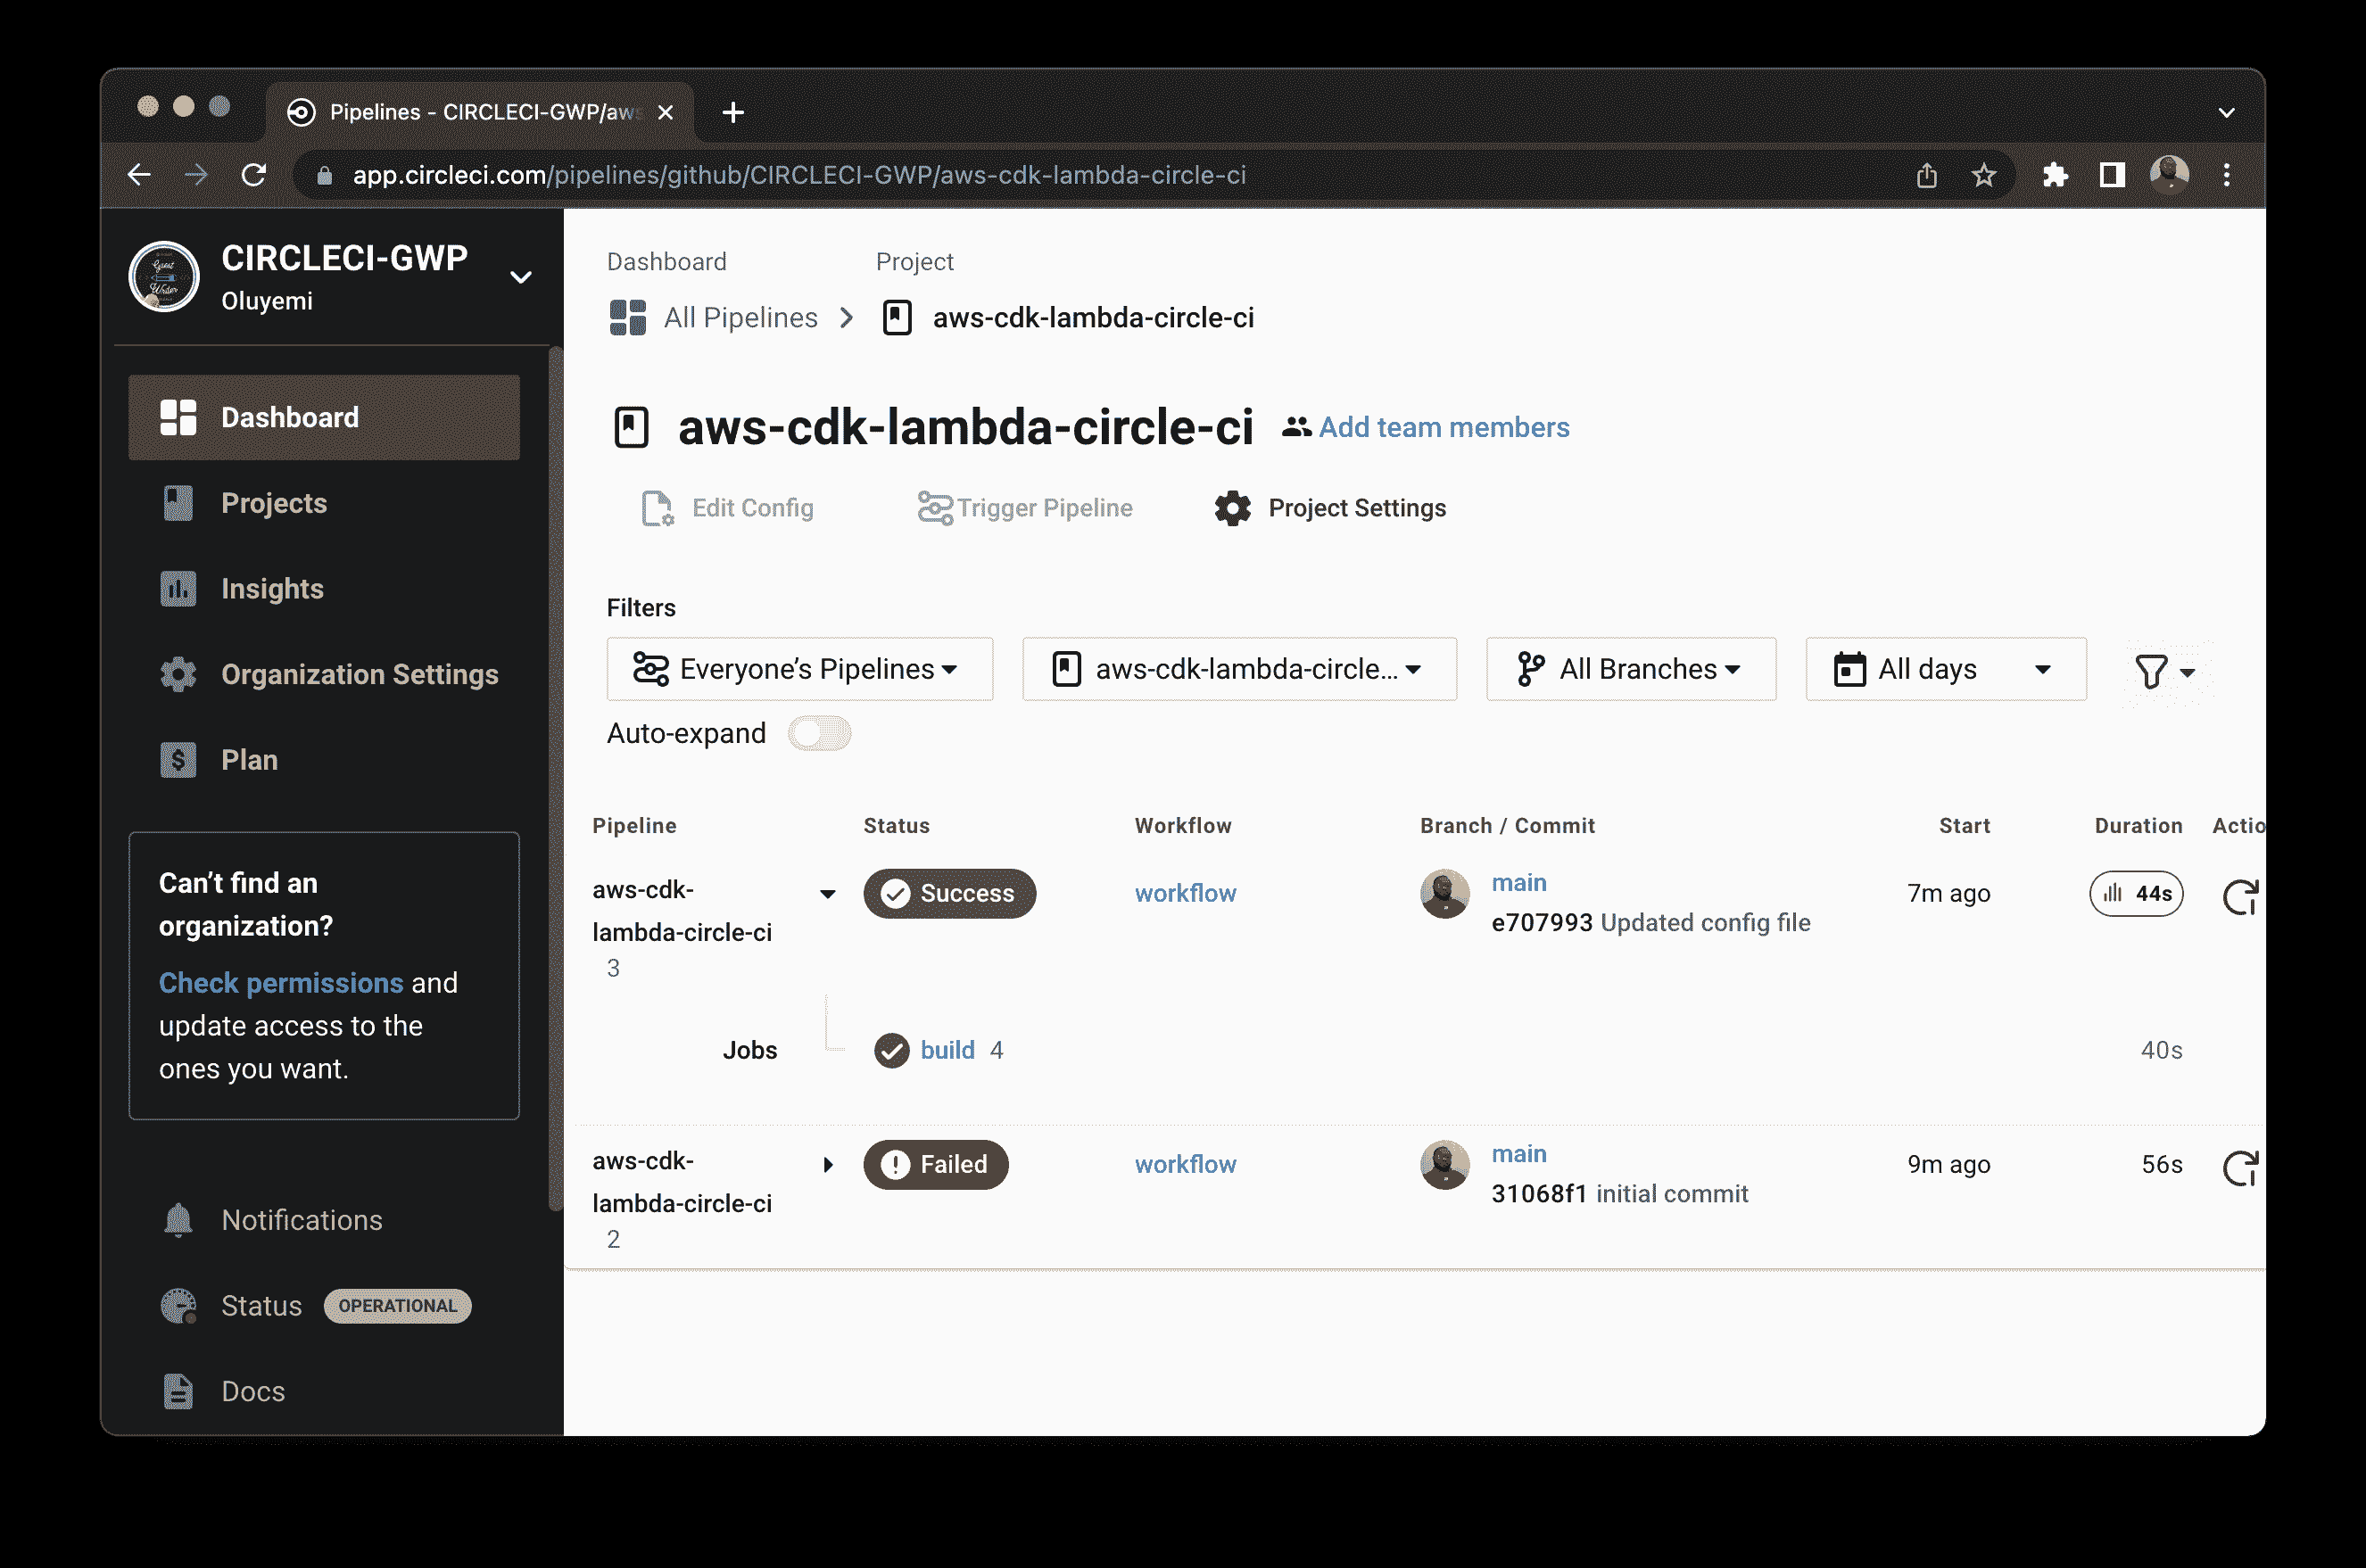 Pipelines - CIRCLECI-GWP/aws
app.circleci.com/pipelines/github/CIRCLECI-GWP/aws-cdk-lambda-circle-ci
CIRCLECI-GWP
Oluyemi
Guest
Writer
Dashboard
Projects
Insights
Organization Settings
Plan
Can’t find an
organization?
Check permissions and
update access to the
ones you want.
Notifications
Status OPERATIONAL
Docs
Dashboard Project
All Pipelines aws-cdk-lambda-circle-ci
aws-cdk-lambda-circle-ci Add team members
Edit Config Trigger Pipeline Project Settings
Filters
Everyone’s Pipelines aws-cdk-lambda-circle... All Branches All days
Auto-expand
Pipeline Status Workflow Branch / Commit Start Duration Actio
aws-cdk-
lambda-circle-ci
3
Success workflow
main
e707993 Updated config file
7m ago 44s
Jobs build 4 40s
aws-cdk-
lambda-circle-ci
2
Failed workflow
main
31068f1 initial commit
9m ago 56s